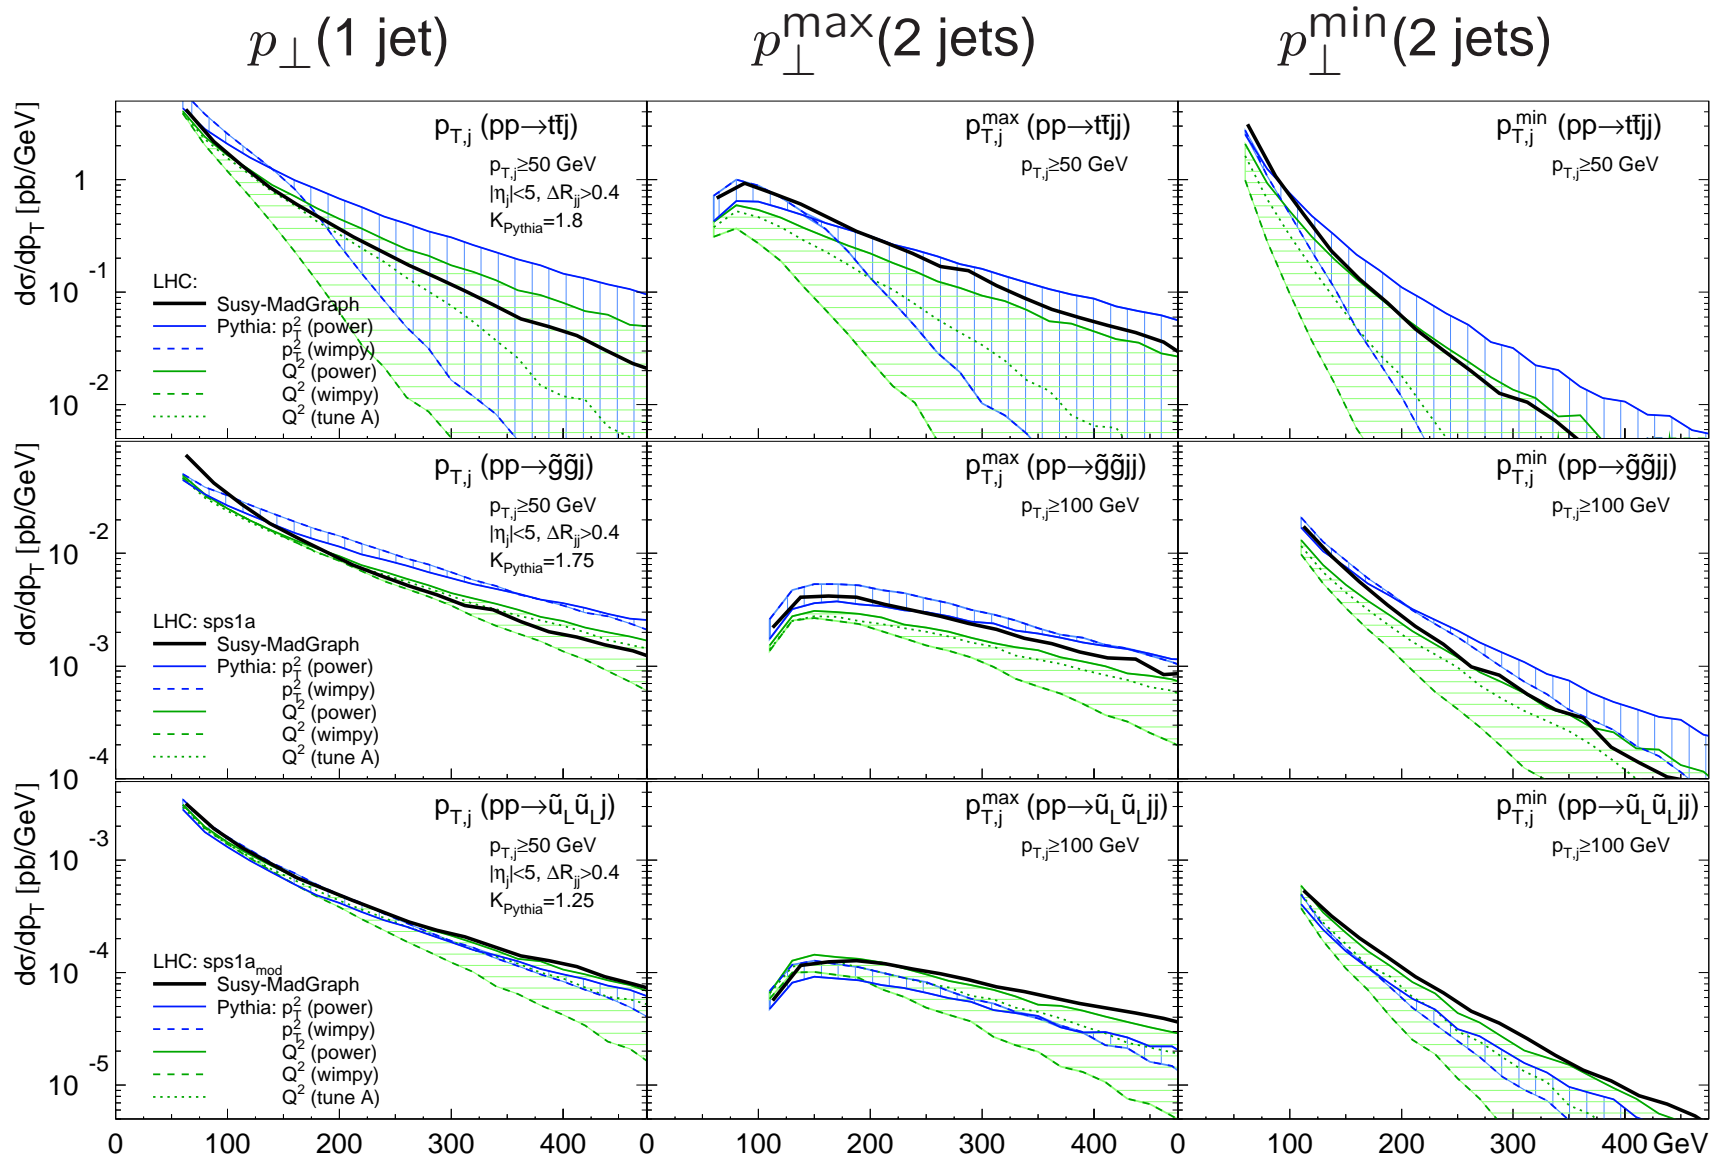 p⊥(1 jet) p⊥max(2 jets) p⊥min(2 jets)
dσ/dpT [pb/GeV]
1
10-1
10-2
pT,j (pp→tt̄j)
pT,j≥50 GeV
|ηj|<5, ΔRjj>0.4
KPythia=1.8
LHC:
Susy-MadGraph
Pythia: pT2 (power)
pT2 (wimpy)
Q2 (power)
Q2 (wimpy)
Q2 (tune A)
pT,jmax (pp→tt̄jj)
pT,j≥50 GeV
pT,jmin (pp→tt̄jj)
pT,j≥50 GeV
dσ/dpT [pb/GeV]
10-2
10-3
10-4
pT,j (pp→g̃g̃j)
pT,j≥50 GeV
|ηj|<5, ΔRjj>0.4
KPythia=1.75
LHC: sps1a
Susy-MadGraph
Pythia: pT2 (power)
pT2 (wimpy)
Q2 (power)
Q2 (wimpy)
Q2 (tune A)
pT,jmax (pp→g̃g̃jj)
pT,j≥100 GeV
pT,jmin (pp→g̃g̃jj)
pT,j≥100 GeV
dσ/dpT [pb/GeV]
10-3
10-4
10-5
pT,j (pp→ũLũLj)
pT,j≥50 GeV
|ηj|<5, ΔRjj>0.4
KPythia=1.25
LHC: sps1amod
Susy-MadGraph
Pythia: pT2 (power)
pT2 (wimpy)
Q2 (power)
Q2 (wimpy)
Q2 (tune A)
pT,jmax (pp→ũLũLjj)
pT,j≥100 GeV
pT,jmin (pp→ũLũLjj)
pT,j≥100 GeV
0 100 200 300 400 0 100 200 300 400 0 100 200 300 400 GeV